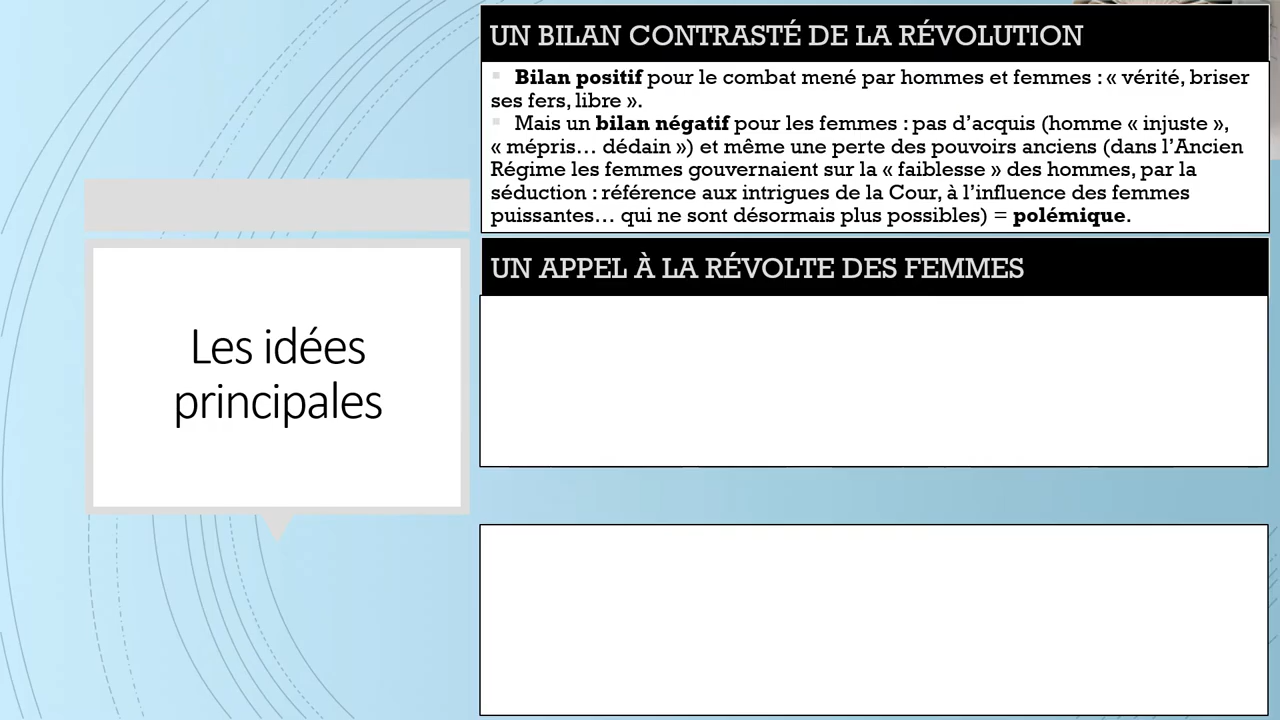 UN BILAN CONTRASTÉ DE LA RÉVOLUTION
Bilan positif pour le combat mené par hommes et femmes : « vérité, briser
ses fers, libre ».
Mais un bilan négatif pour les femmes : pas d’acquis (homme « injuste »,
« mépris… dédain ») et même une perte des pouvoirs anciens (dans l’Ancien
Régime les femmes gouvernaient sur la « faiblesse » des hommes, par la
séduction : référence aux intrigues de la Cour, à l’influence des femmes
puissantes… qui ne sont désormais plus possibles) = polémique.
UN APPEL À LA RÉVOLTE DES FEMMES
Les idées
principales